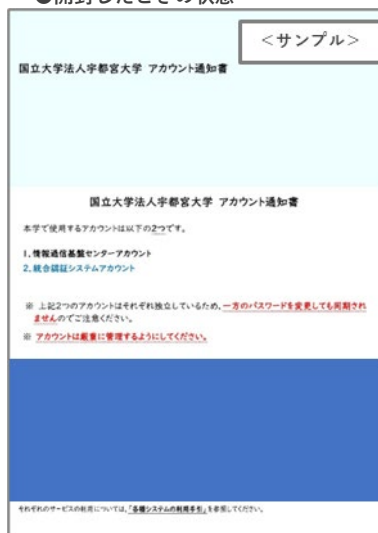 ●開封したときの状態
＜サンプル＞
国立大学法人宇都宮大学 アカウント通知書
国立大学法人宇都宮大学 アカウント通知書
本学で使用するアカウントは以下の2つです。
1．情報通信基盤センターアカウント
2．統合認証システムアカウント
※ 上記2つのアカウントはそれぞれ独立しているため、一方のパスワードを変更しても同期され
ませんのでご注意ください。
※ アカウントは厳重に管理するようにしてください。
それぞれのサービスの利用については、「各種システムの利用手引」を参照してください。